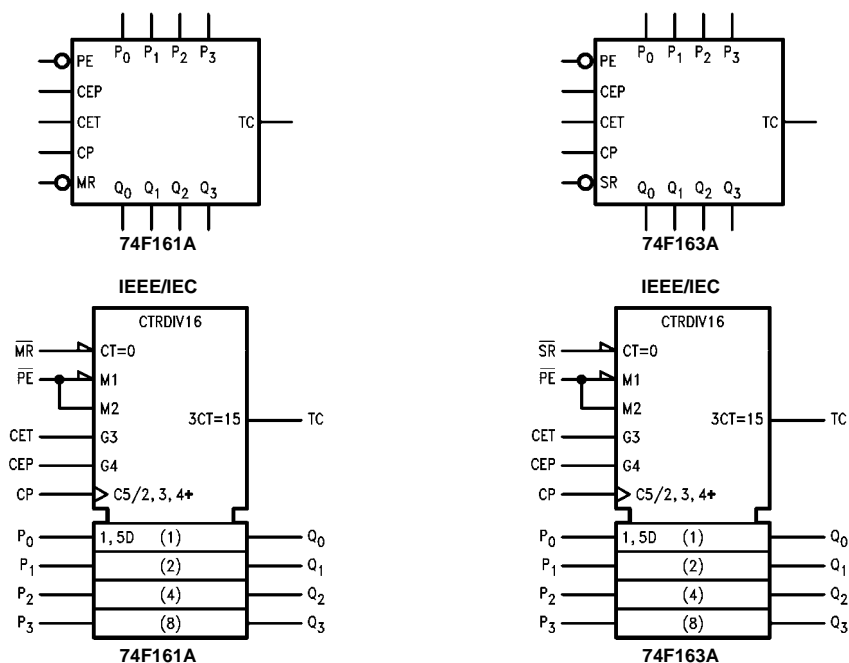 P0 P1 P2 P3
PE
CEP
CET
TC
CP
MR
Q0 Q1 Q2 Q3
74F161A
P0 P1 P2 P3
PE
CEP
CET
TC
CP
SR
Q0 Q1 Q2 Q3
74F163A
IEEE/IEC
CTRDIV16
M̅R̅ CT=0
P̅E̅ M1
M2
3CT=15 TC
CET G3
CEP G4
CP C5/2,3,4+
P0 1,5D (1) Q0
P1 (2) Q1
P2 (4) Q2
P3 (8) Q3
74F161A
IEEE/IEC
CTRDIV16
S̅R̅ CT=0
P̅E̅ M1
M2
3CT=15 TC
CET G3
CEP G4
CP C5/2,3,4+
P0 1,5D (1) Q0
P1 (2) Q1
P2 (4) Q2
P3 (8) Q3
74F163A